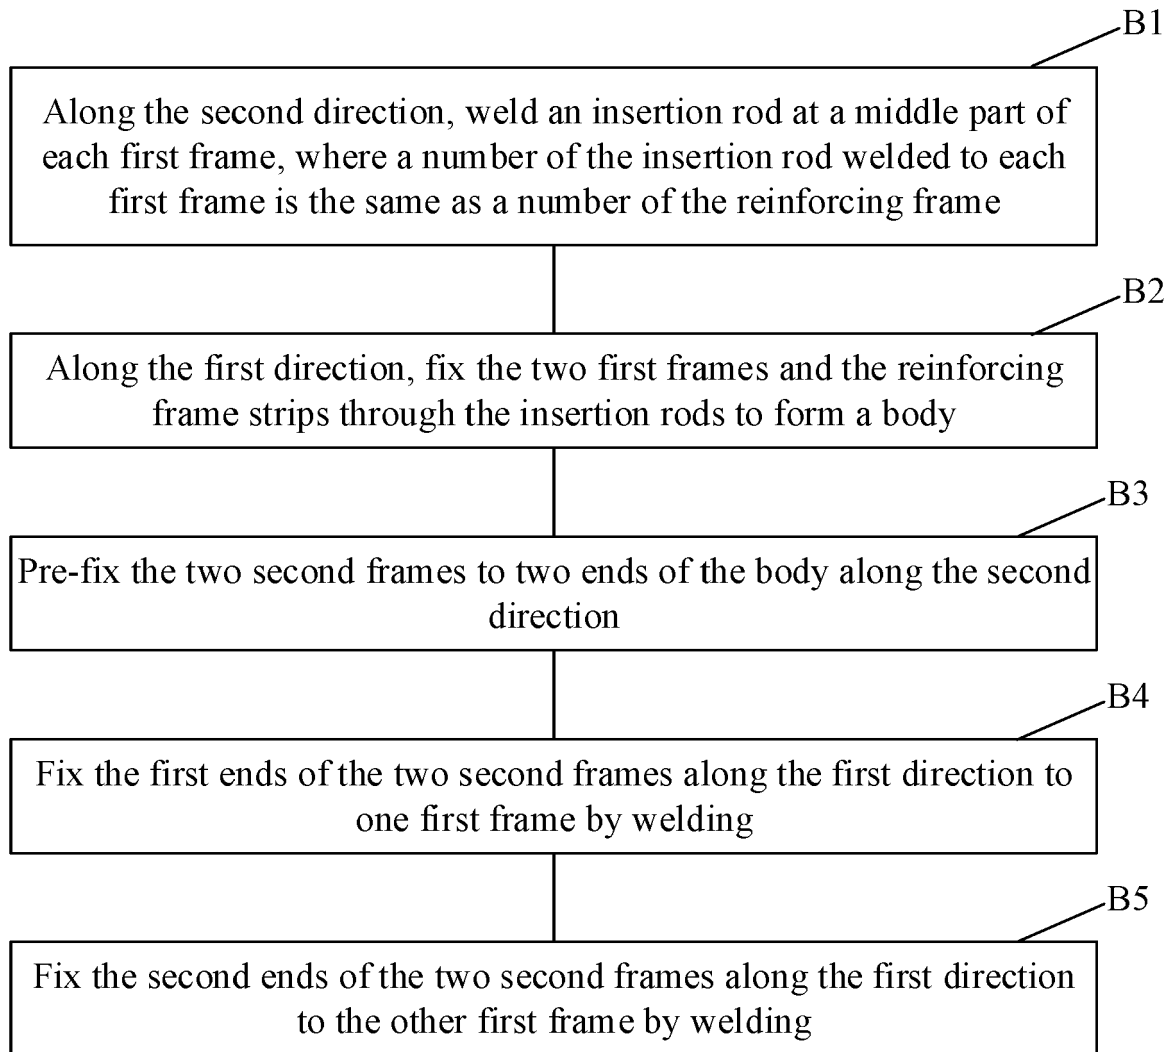 B1
Along the second direction, weld an insertion rod at a middle part of
each first frame, where a number of the insertion rod welded to each
first frame is the same as a number of the reinforcing frame
B2
Along the first direction, fix the two first frames and the reinforcing
frame strips through the insertion rods to form a body
B3
Pre-fix the two second frames to two ends of the body along the second
direction
B4
Fix the first ends of the two second frames along the first direction to
one first frame by welding
B5
Fix the second ends of the two second frames along the first direction
to the other first frame by welding